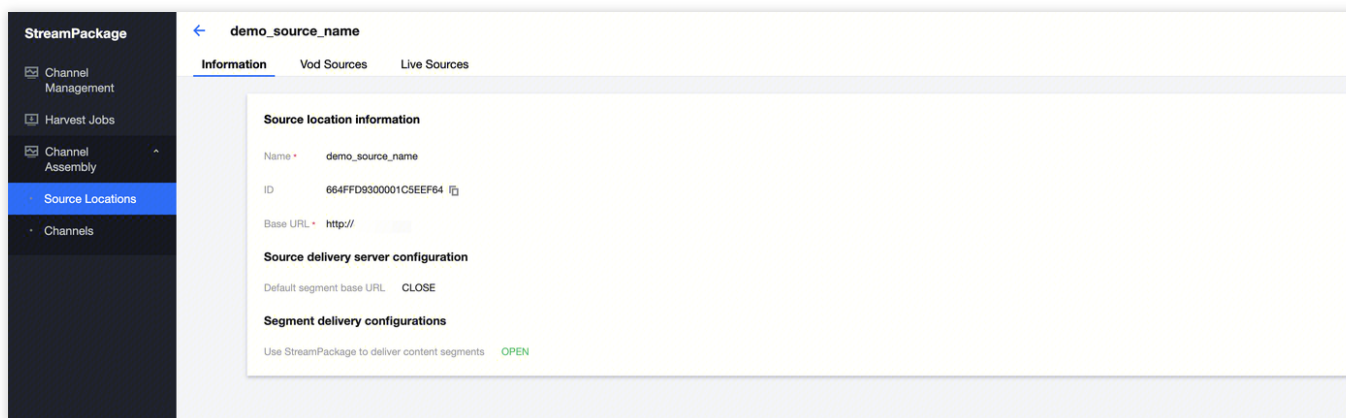 StreamPackage
Channel
Management
Harvest Jobs
Channel
Assembly
Source Locations
Channels
demo_source_name
Information Vod Sources Live Sources
Source location information
Name • demo_source_name
ID 664FFD9300001C5EEF64
Base URL • http://
Source delivery server configuration
Default segment base URL CLOSE
Segment delivery configurations
Use StreamPackage to deliver content segments OPEN